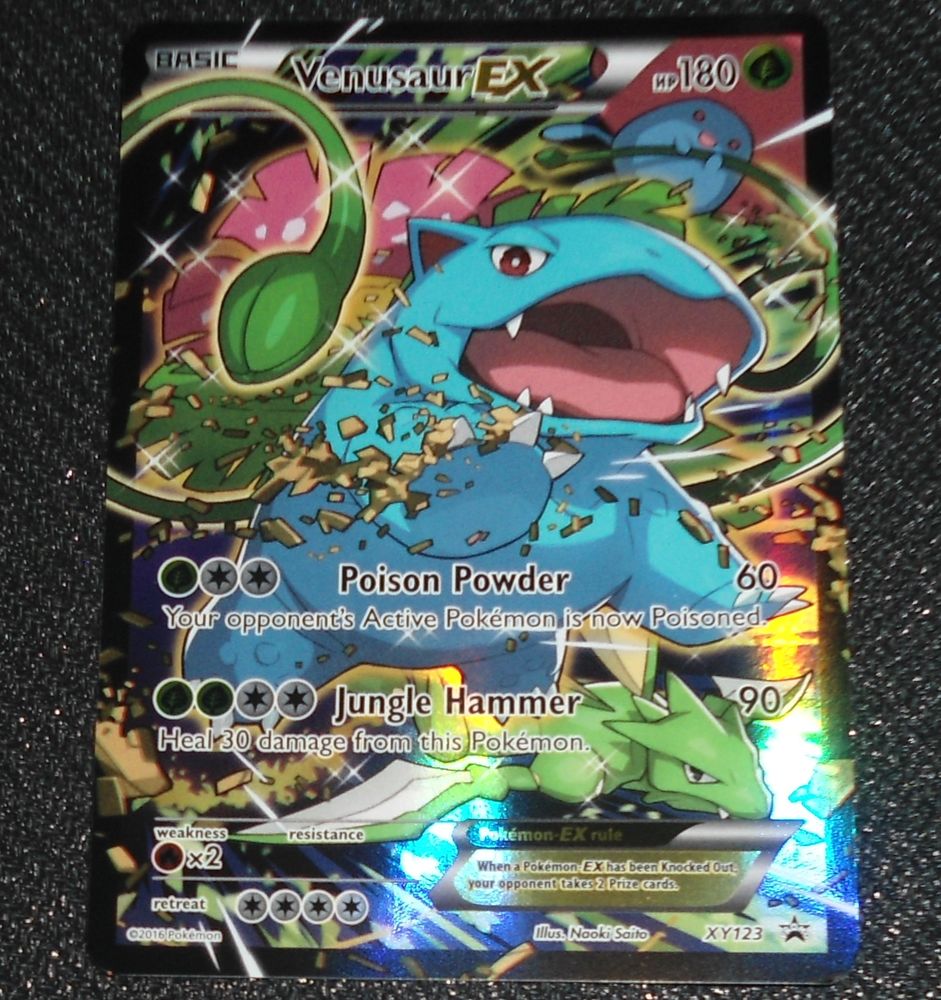 BASIC Venusaur EX HP180
Poison Powder 60
Your opponent's Active Pokémon is now Poisoned.
Jungle Hammer 90
Heal 30 damage from this Pokémon.
weakness resistance
×2
Pokémon-EX rule
When a Pokémon-EX has been Knocked Out,
your opponent takes 2 Prize cards.
retreat
©2016 Pokémon Illus. Naoki Saito XY123